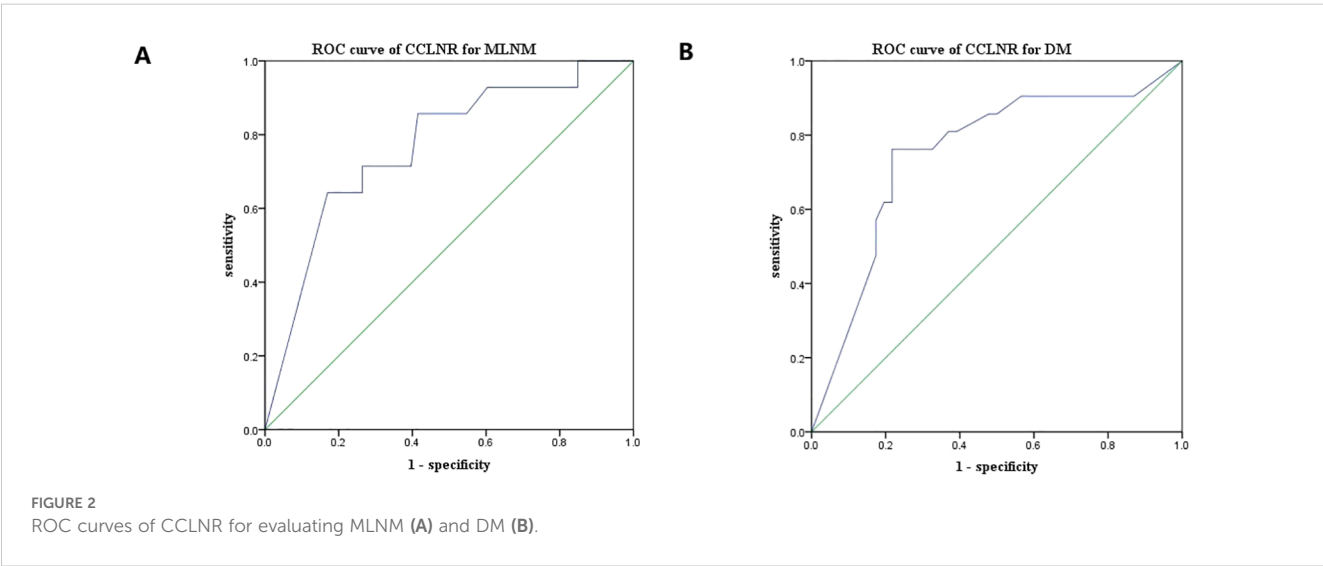 A
ROC curve of CCLNR for MLNM
1.0
0.8
0.6
0.4
0.2
0.0
sensitivity
0.0 0.2 0.4 0.6 0.8 1.0
1 - specificity
B
ROC curve of CCLNR for DM
1.0
0.8
0.6
0.4
0.2
0.0
sensitivity
0.0 0.2 0.4 0.6 0.8 1.0
1 - specificity
FIGURE 2
ROC curves of CCLNR for evaluating MLNM (A) and DM (B).